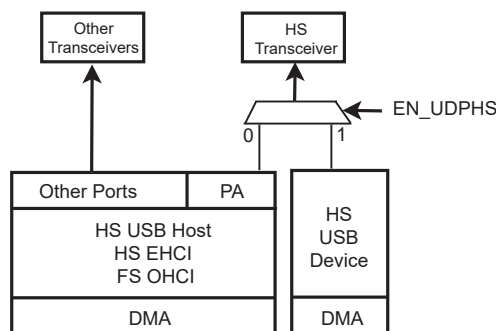 Other
Transceivers
HS
Transceiver
EN_UDPHS
0
1
Other Ports
PA
HS USB Host
HS EHCI
FS OHCI
DMA
HS
USB
Device
DMA